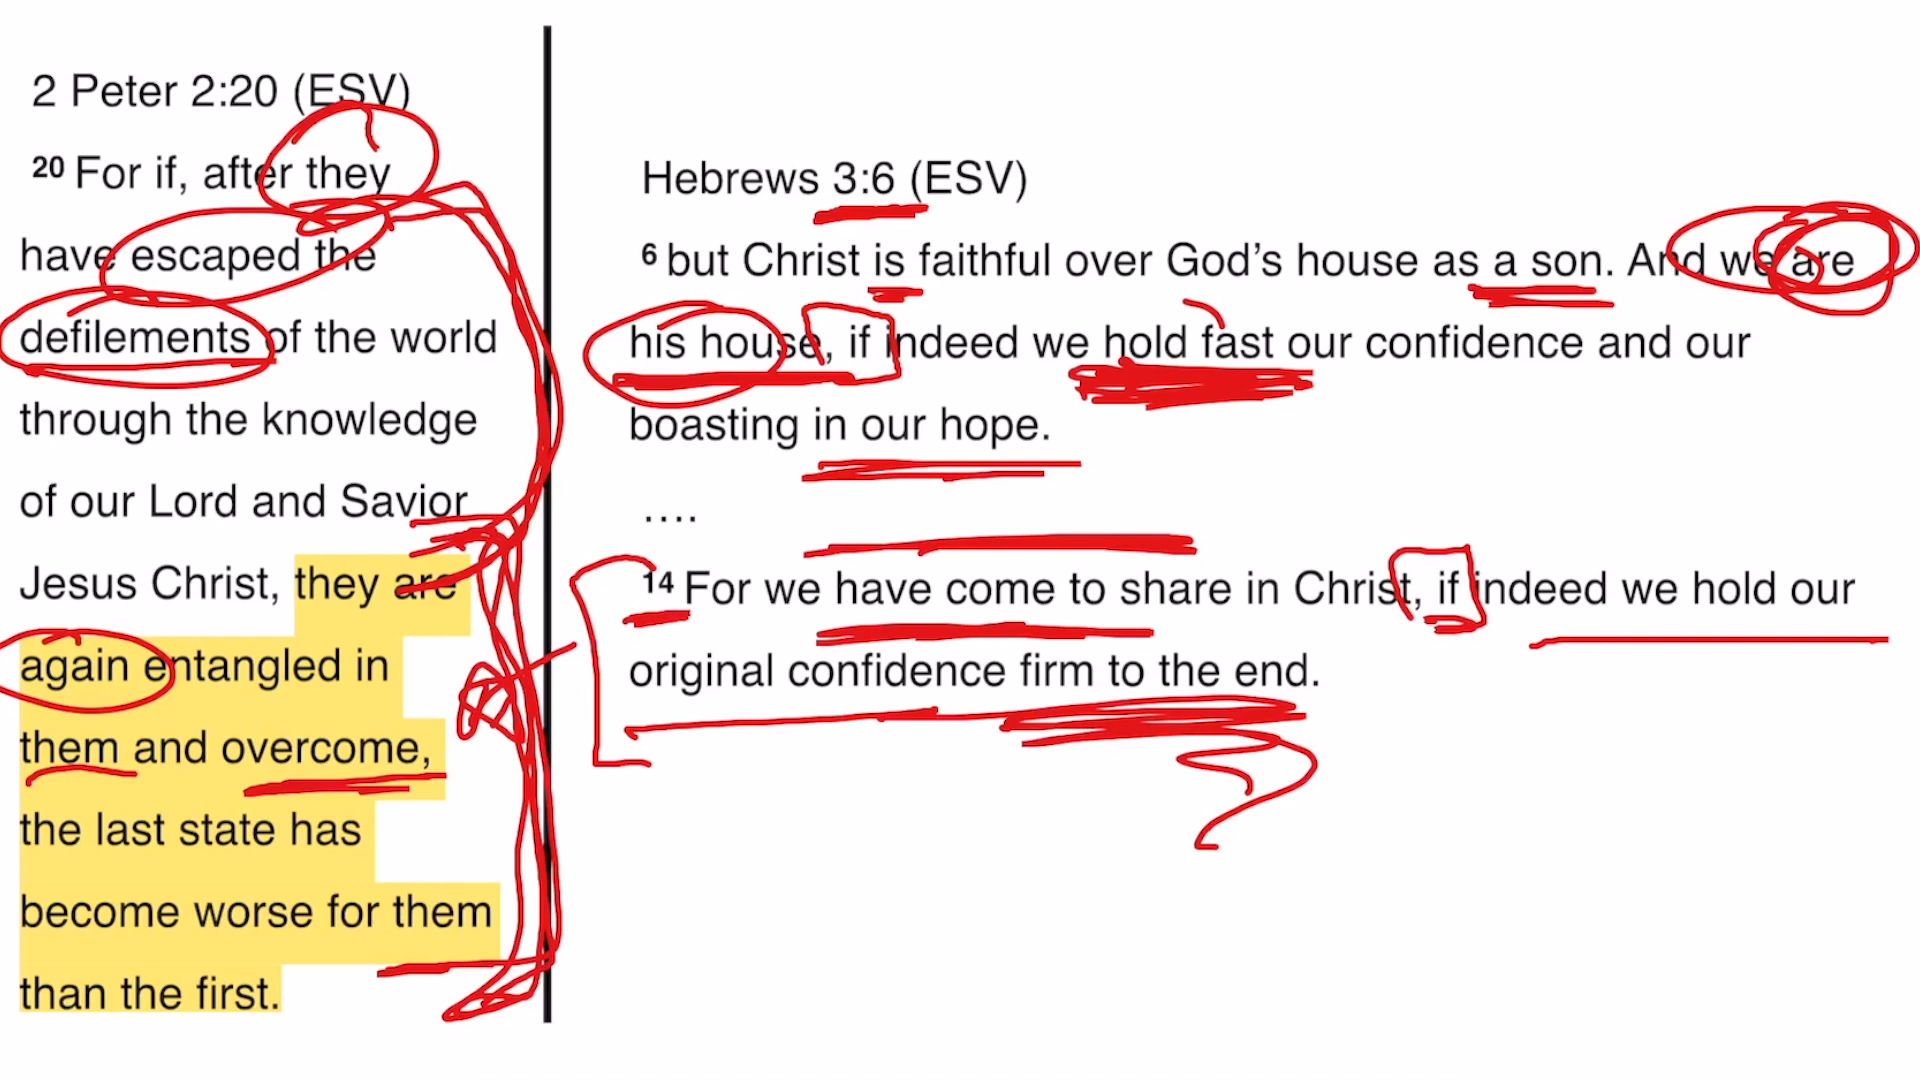 2 Peter 2:20 (ESV)
20 For if, after they
have escaped the
defilements of the world
through the knowledge
of our Lord and Savior
Jesus Christ, they are
again entangled in
them and overcome,
the last state has
become worse for them
than the first.
Hebrews 3:6 (ESV)
6 but Christ is faithful over God’s house as a son. And we are
his house, if indeed we hold fast our confidence and our
boasting in our hope.
….
14 For we have come to share in Christ, if indeed we hold our
original confidence firm to the end.